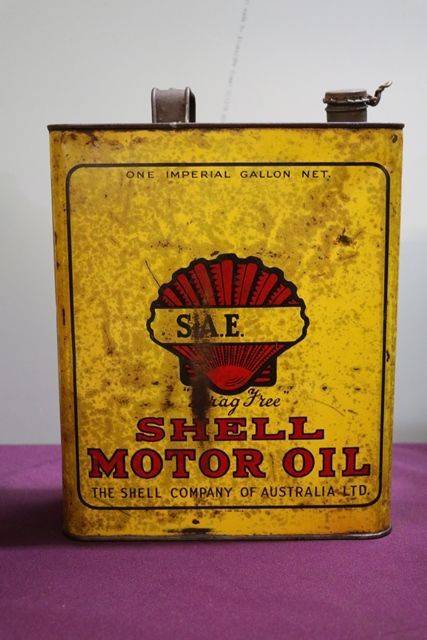 ONE IMPERIAL GALLON NET.
S.A.E.
"Drag Free"
SHELL
MOTOR OIL
THE SHELL COMPANY OF AUSTRALIA LTD.